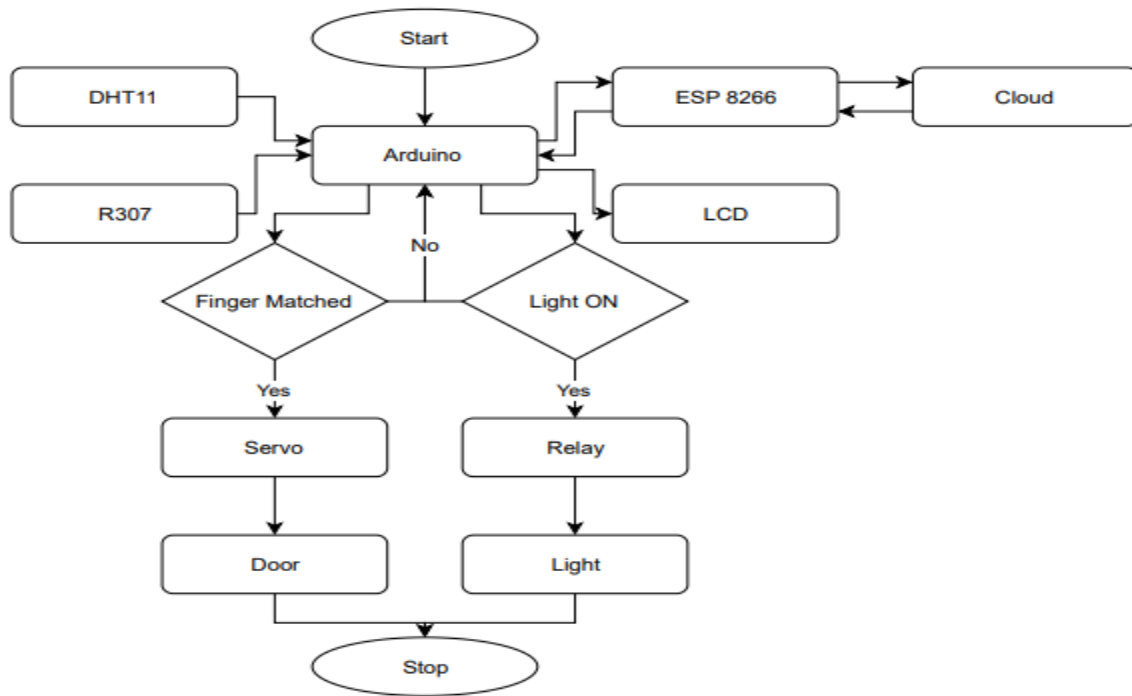 Start
DHT11
ESP 8266
Cloud
Arduino
R307
LCD
No
Finger Matched
Light ON
Yes
Yes
Servo
Relay
Door
Light
Stop